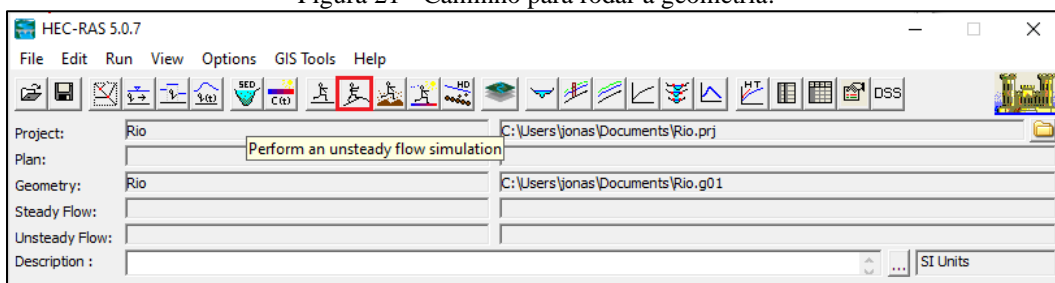 Figura 21 - Caminho para rodar a geometria.
HEC-RAS 5.0.7
File Edit Run View Options GIS Tools Help
SED C(t) HD HT DSS
Project: Rio C:\Users\jonas\Documents\Rio.prj
Perform an unsteady flow simulation
Plan:
Geometry: Rio C:\Users\jonas\Documents\Rio.g01
Steady Flow:
Unsteady Flow:
Description : ... SI Units